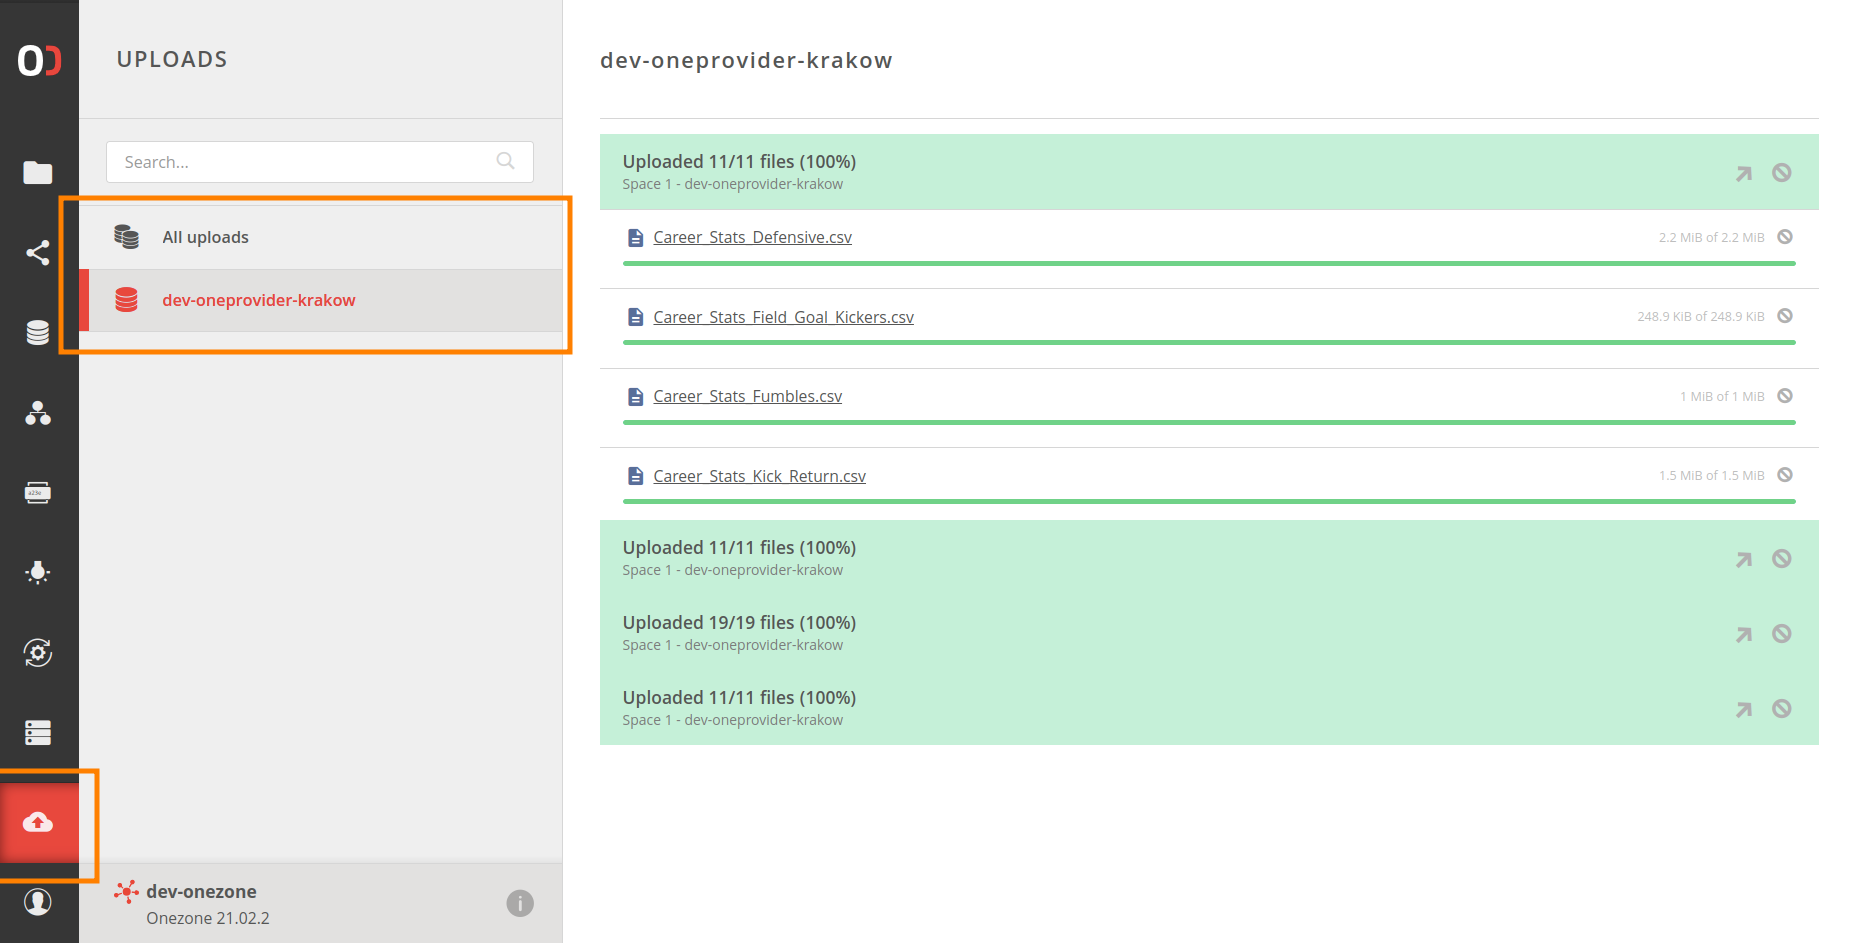 UPLOADS
Search...
All uploads
dev-oneprovider-krakow
dev-onezone
Onezone 21.02.2
dev-oneprovider-krakow
Uploaded 11/11 files (100%)
Space 1 - dev-oneprovider-krakow
Career_Stats_Defensive.csv 2.2 MiB of 2.2 MiB
Career_Stats_Field_Goal_Kickers.csv 248.9 KiB of 248.9 KiB
Career_Stats_Fumbles.csv 1 MiB of 1 MiB
Career_Stats_Kick_Return.csv 1.5 MiB of 1.5 MiB
Uploaded 11/11 files (100%)
Space 1 - dev-oneprovider-krakow
Uploaded 19/19 files (100%)
Space 1 - dev-oneprovider-krakow
Uploaded 11/11 files (100%)
Space 1 - dev-oneprovider-krakow